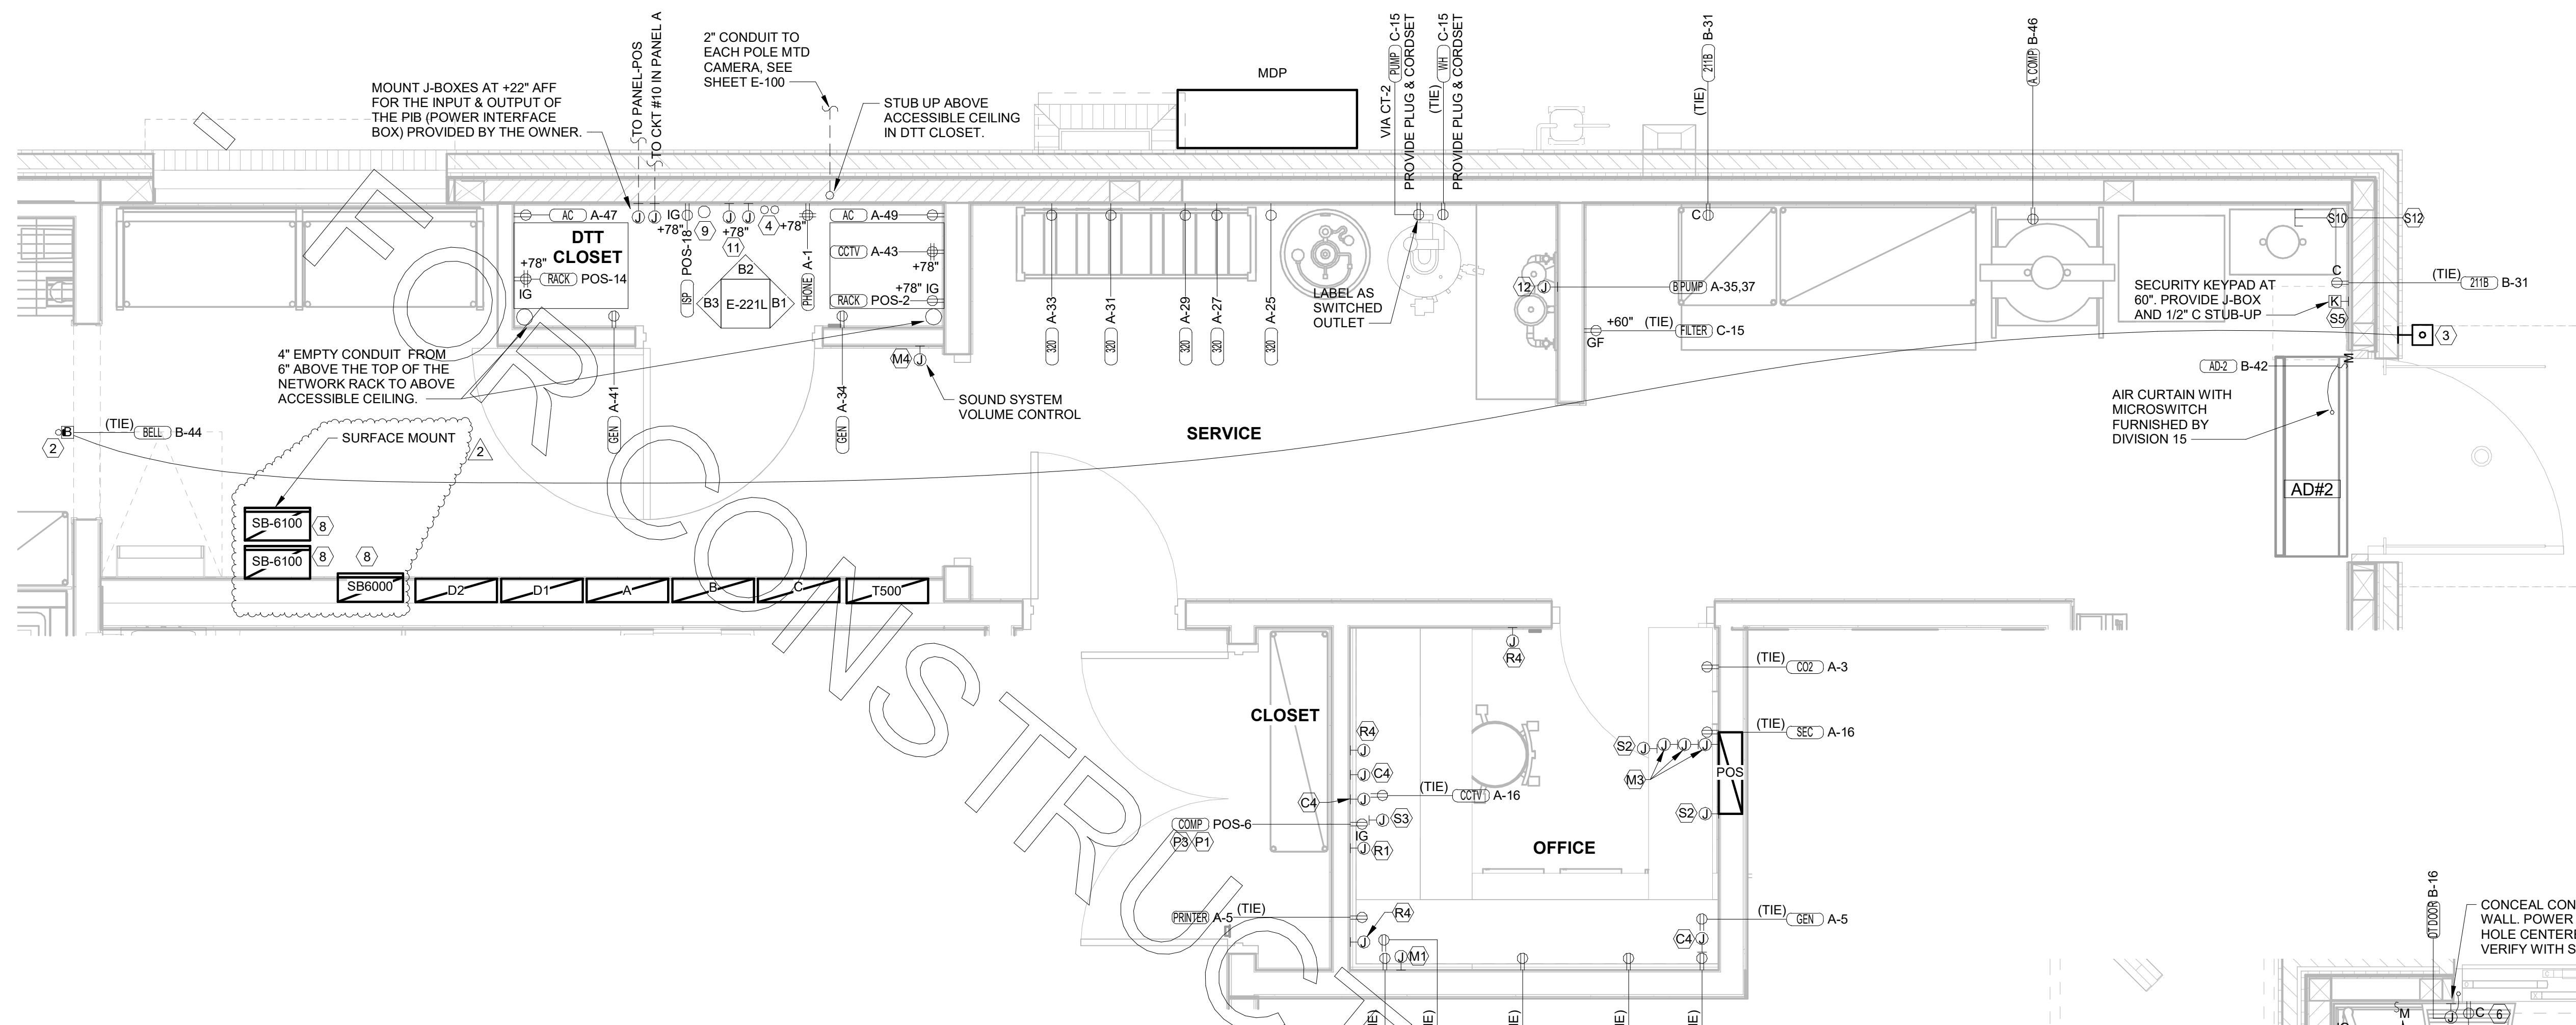 MOUNT J-BOXES AT +22" AFF
FOR THE INPUT & OUTPUT OF
THE PIB (POWER INTERFACE
BOX) PROVIDED BY THE OWNER.
TO PANEL-POS
TO CKT #10 IN PANEL A
2" CONDUIT TO
EACH POLE MTD
CAMERA, SEE
SHEET E-100
STUB UP ABOVE
ACCESSIBLE CEILING
IN DTT CLOSET.
MDP
VIA CT-2
PUMP C-15
PROVIDE PLUG & CORDSET
(TIE)
WH C-15
PROVIDE PLUG & CORDSET
(TIE)
211B B-31
A. COMP B-46
AC A-47
J
J
IG
+78"
POS-18
ISP
9
J
J
+78"
11
4
+78"
A-1
PHONE
AC A-49
DTT
CLOSET
+78"
RACK POS-14
IG
B2
B3
E-221L
B1
CCTV A-43
+78"
+78" IG
RACK POS-2
GEN A-41
GEN A-34
M4
J
SOUND SYSTEM
VOLUME CONTROL
4" EMPTY CONDUIT FROM
6" ABOVE THE TOP OF THE
NETWORK RACK TO ABOVE
ACCESSIBLE CEILING.
320 A-33
320 A-31
320 A-29
320 A-27
320 A-25
LABEL AS
SWITCHED
OUTLET
12
J
B PUMP A-35,37
C
+60"
GF
(TIE)
FILTER C-15
S10
S12
C
(TIE)
211B B-31
SECURITY KEYPAD AT
60". PROVIDE J-BOX
AND 1/2" C STUB-UP
K
S5
3
M
AD-2 B-42
AIR CURTAIN WITH
MICROSWITCH
FURNISHED BY
DIVISION 15
AD#2
B
2
(TIE)
BELL B-44
SURFACE MOUNT
2
SERVICE
SB-6100
8
SB-6100
8
8
SB6000
D2
D1
A
B
C
T500
J
R4
(TIE)
CO2 A-3
CLOSET
R4
J
J
C4
C4
J
(TIE)
CCTV A-16
S2
J
J
J
J
M3
(TIE)
SEC A-16
POS
S2
J
COMP POS-6
P3
P1
IG
J
S3
J
R1
OFFICE
PRINTER A-5
(TIE)
R4
J
J
M1
(TIE)
GEN A-5
C4
J
OT DOOR B-16
CONCEAL CON
WALL. POWER
HOLE CENTER
VERIFY WITH S
S
M
J
C
6
T FOR CONSTRUCTI